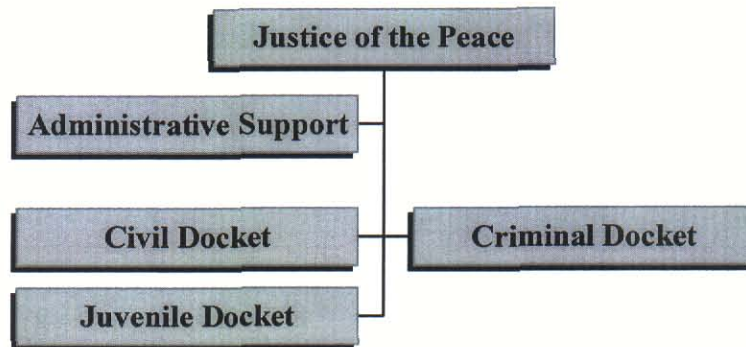 Justice of the Peace
Administrative Support
Civil Docket
Criminal Docket
Juvenile Docket